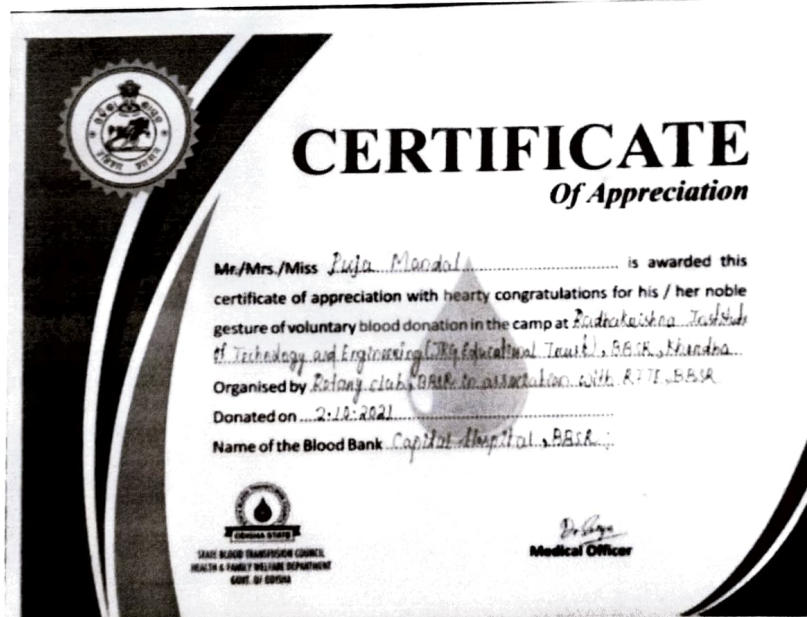 CERTIFICATE
Of Appreciation
Mr./Mrs./Miss Puja Mandal is awarded this
certificate of appreciation with hearty congratulations for his / her noble
gesture of voluntary blood donation in the camp at Radhakrishna Institute
Of Technology and Engineering (JRG Educational Trust), BBSR, Khurdha
Organised by Rotary club, BBSR in association with RITE, BBSR
Donated on 2.10.2021
Name of the Blood Bank Capital Hospital, BBSR
ODISHA STATE
STATE BLOOD TRANSFUSION COUNCIL
HEALTH & FAMILY WELFARE DEPARTMENT
GOVT. OF ODISHA
Medical Officer